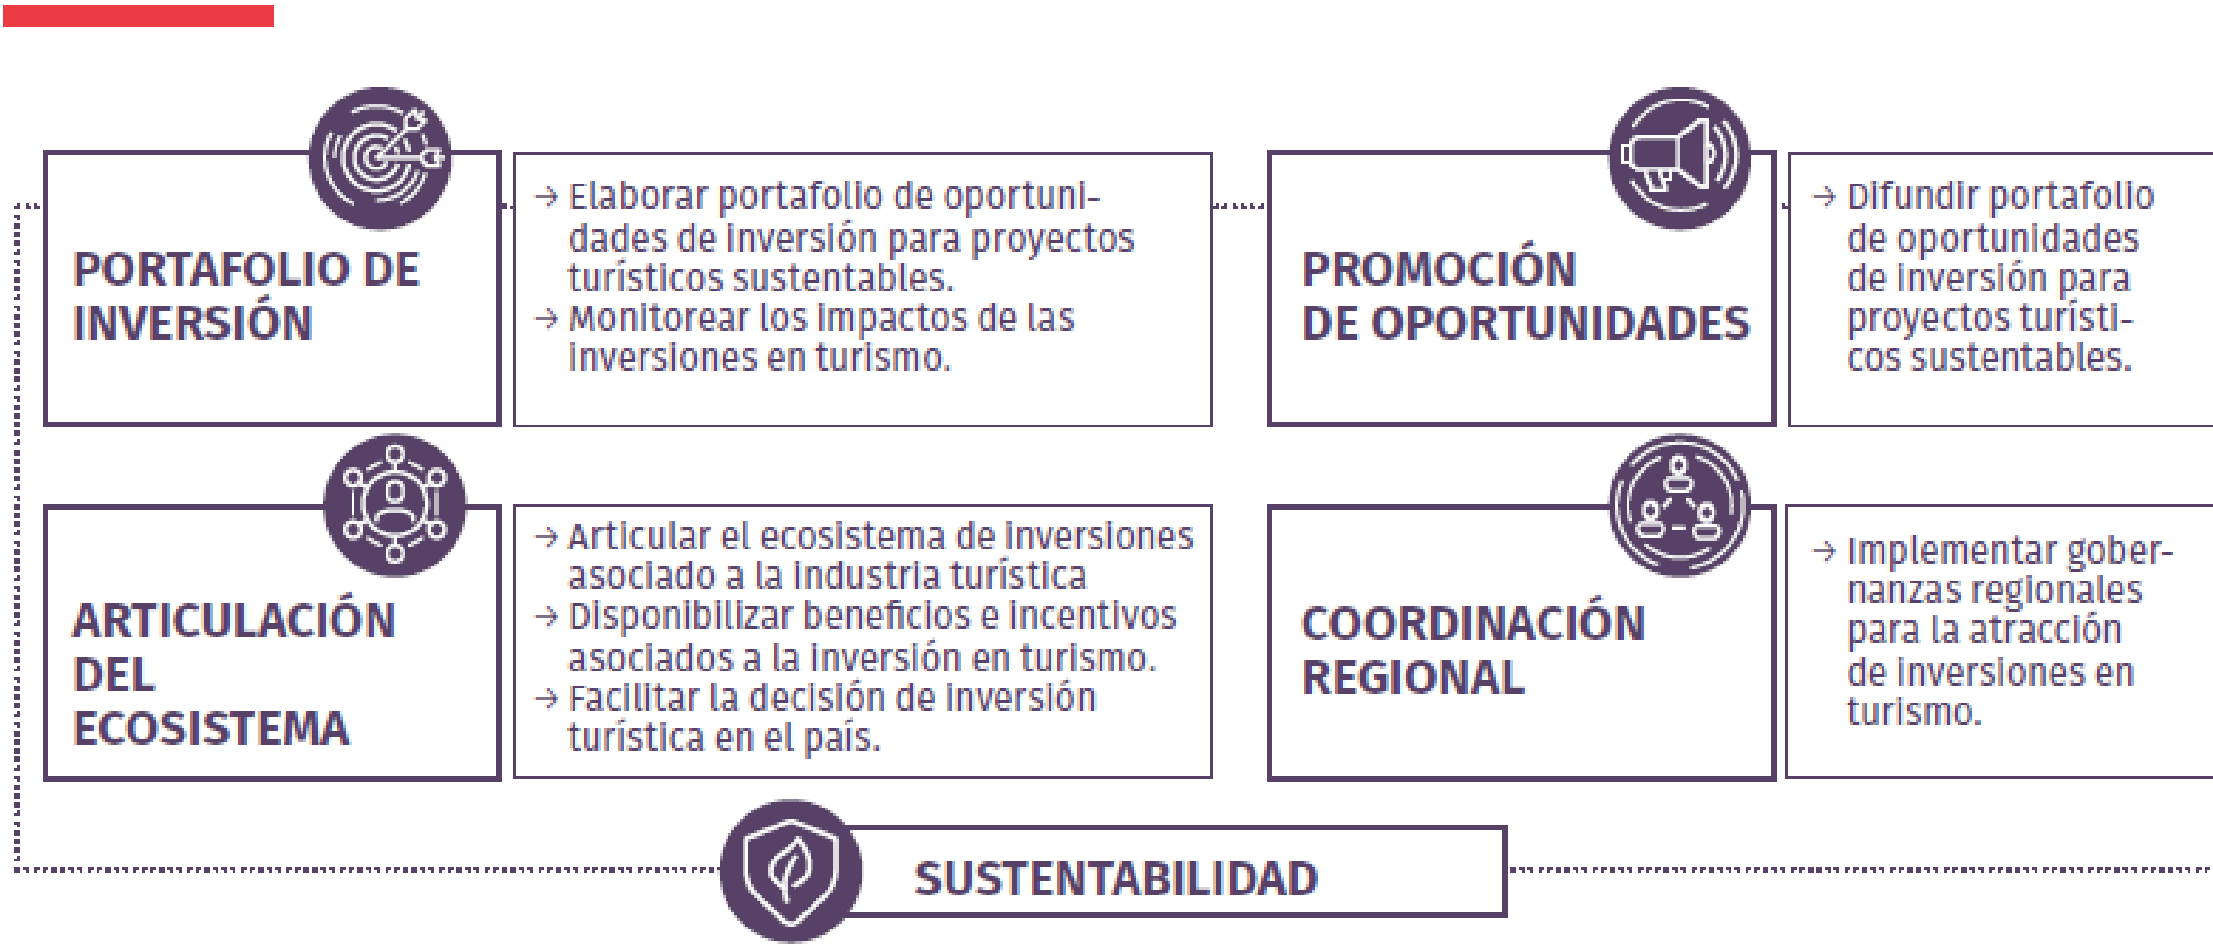 PORTAFOLIO DE
INVERSIÓN
→ Elaborar portafolio de oportuni-
dades de inversión para proyectos
turísticos sustentables.
→ Monitorear los impactos de las
inversiones en turismo.
PROMOCIÓN
DE OPORTUNIDADES
→ Difundir portafolio
de oportunidades
de inversión para
proyectos turísti-
cos sustentables.
ARTICULACIÓN
DEL
ECOSISTEMA
→ Articular el ecosistema de inversiones
asociado a la industria turística
→ Disponibilizar beneficios e incentivos
asociados a la inversión en turismo.
→ Facilitar la decisión de inversión
turística en el país.
COORDINACIÓN
REGIONAL
→ Implementar gober-
nanzas regionales
para la atracción
de inversiones en
turismo.
SUSTENTABILIDAD